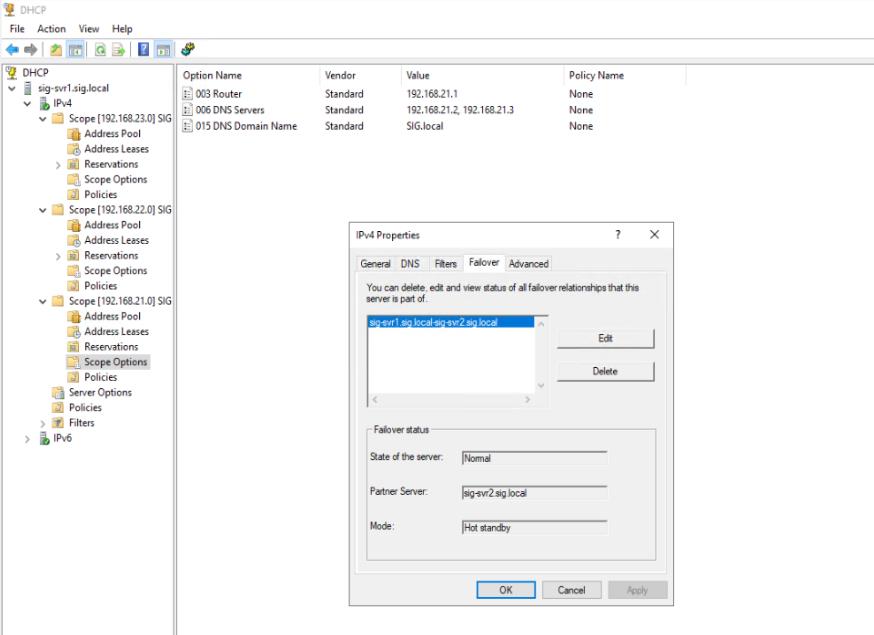 DHCP
File Action View Help
DHCP
sig-svr1.sig.local
IPv4
Scope [192.168.23.0] SIG
Address Pool
Address Leases
Reservations
Scope Options
Policies
Scope [192.168.22.0] SIG
Address Pool
Address Leases
Reservations
Scope Options
Policies
Scope [192.168.21.0] SIG
Address Pool
Address Leases
Reservations
Scope Options
Policies
Server Options
Policies
Filters
IPv6
Option Name Vendor Value Policy Name
003 Router Standard 192.168.21.1 None
006 DNS Servers Standard 192.168.21.2, 192.168.21.3 None
015 DNS Domain Name Standard SIG.local None
IPv4 Properties
General DNS Filters Failover Advanced
You can delete, edit and view status of all failover relationships that this
server is part of.
sig-svr1.sig.local-sig-svr2.sig.local
Edit
Delete
Failover status
State of the server: Normal
Partner Server: sig-svr2.sig.local
Mode: Hot standby
OK Cancel Apply